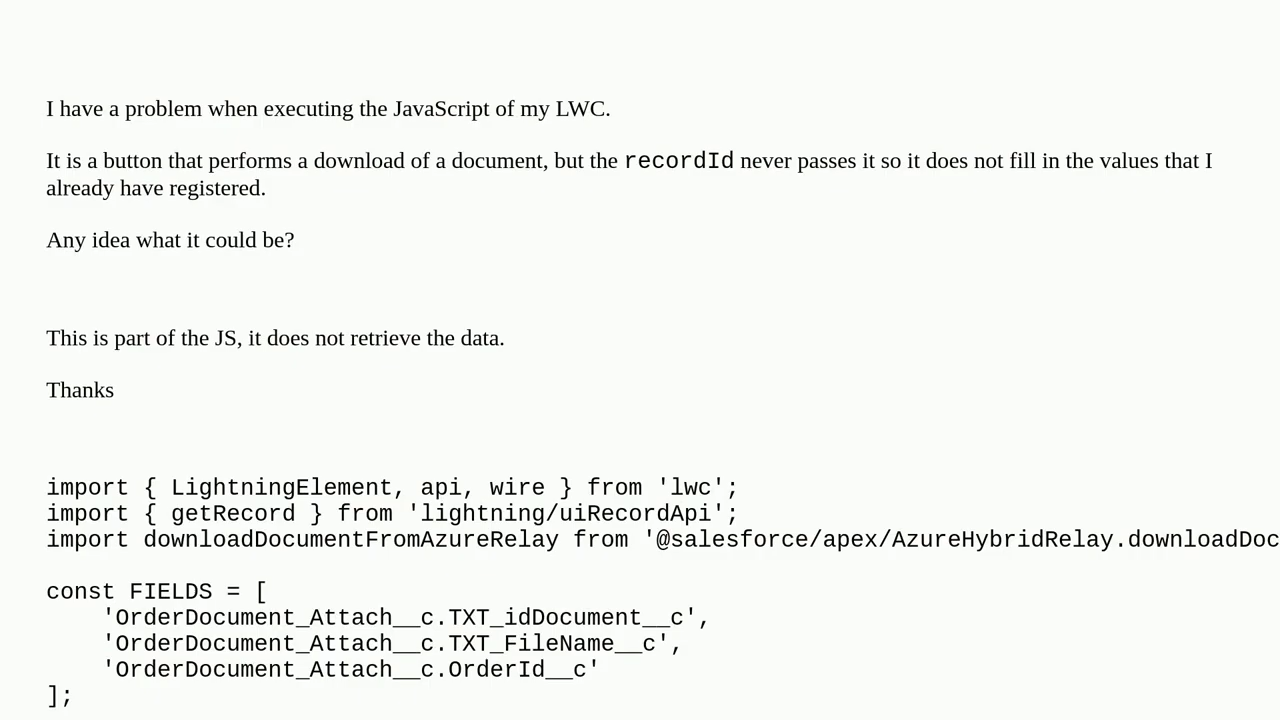 I have a problem when executing the JavaScript of my LWC.
It is a button that performs a download of a document, but the recordId never passes it so it does not fill in the values that I
already have registered.
Any idea what it could be?
This is part of the JS, it does not retrieve the data.
Thanks
import { LightningElement, api, wire } from 'lwc';
import { getRecord } from 'lightning/uiRecordApi';
import downloadDocumentFromAzureRelay from '@salesforce/apex/AzureHybridRelay.downloadDoc
const FIELDS = [
    'OrderDocument_Attach__c.TXT_idDocument__c',
    'OrderDocument_Attach__c.TXT_FileName__c',
    'OrderDocument_Attach__c.OrderId__c'
];